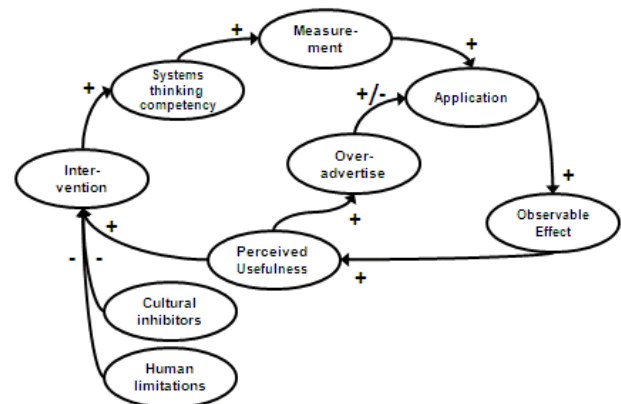 Measure-
ment
+
+
Systems
thinking
competency
+
+/-
Application
Over-
advertise
Inter-
vention
+
+
Observable
Effect
+
+
Perceived
Usefulness
- -
+
Cultural
inhibitors
Human
limitations